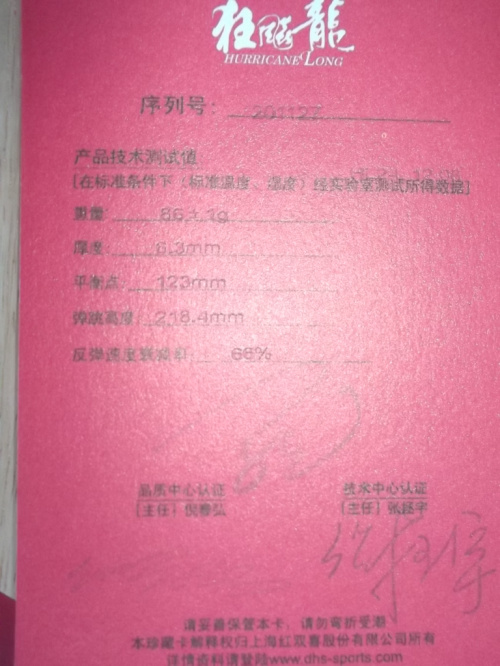 狂飚龍
HURRICANE LONG
序列号:
产品技术测试值
[在标准条件下(标准温度、湿度)经实验室测试所得数据]
重量: 86±1g
厚度: 6.3mm
平衡点: 123mm
弹跳高度: 218.4mm
反弹速度衰减率: 66%
品质中心认证 技术中心认证
[主任] [主任]
请妥善保管本卡,请勿弯折受潮
本珍藏卡解释权归上海红双喜股份有限公司所有
详情资料请登陆www.dhs-sports.com